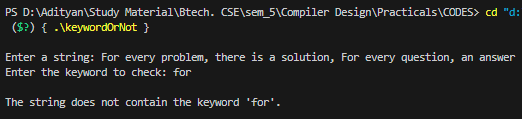 PS D:\Adityan\Study Material\Btech. CSE\sem_5\Compiler Design\Practicals\CODES> cd "d:
($?) { .\keywordOrNot }
Enter a string: For every problem, there is a solution, For every question, an answer
Enter the keyword to check: for
The string does not contain the keyword 'for'.